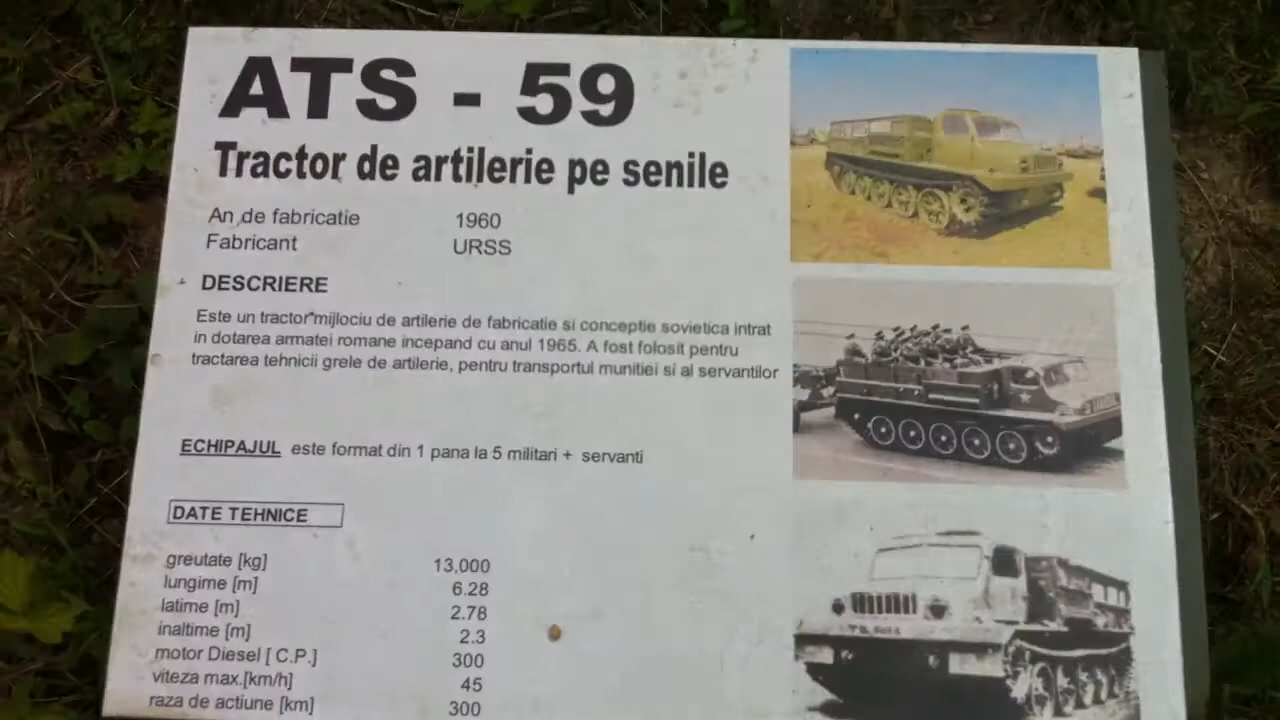 ATS - 59
Tractor de artilerie pe senile
An de fabricatie 1960
Fabricant URSS
DESCRIERE
Este un tractor mijlociu de artilerie de fabricatie si conceptie sovietica intrat
in dotarea armatei romane incepand cu anul 1965. A fost folosit pentru
tractarea tehnicii grele de artilerie, pentru transportul munitiei si al servantilor
ECHIPAJUL este format din 1 pana la 5 militari + servanti
DATE TEHNICE
greutate [kg] 13,000
lungime [m] 6.28
latime [m] 2.78
inaltime [m] 2.3
motor Diesel [ C.P.] 300
viteza max.[km/h] 45
raza de actiune [km] 300